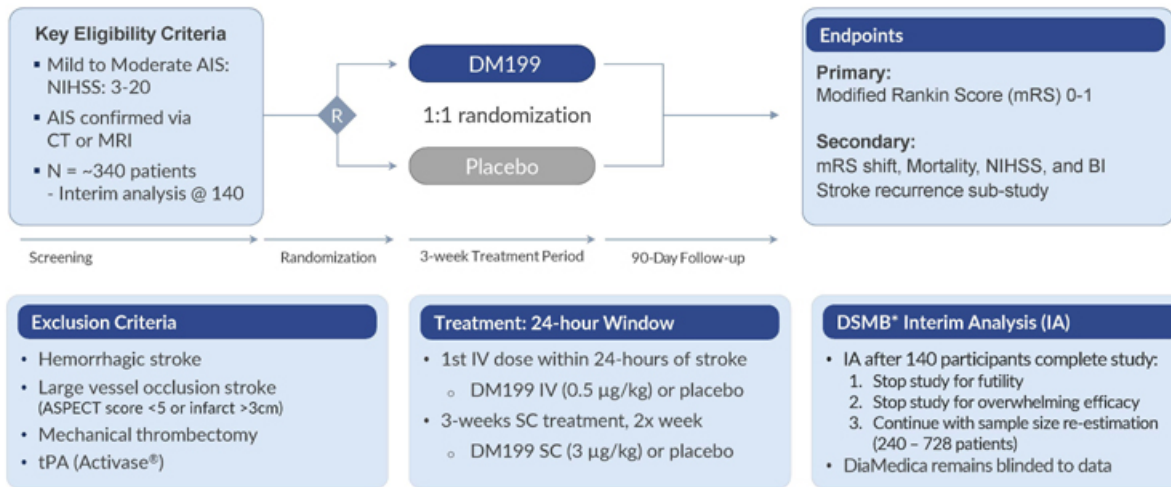 Key Eligibility Criteria
▪ Mild to Moderate AIS:
NIHSS: 3-20
▪ AIS confirmed via
CT or MRI
▪ N = ~340 patients
- Interim analysis @ 140
R
DM199
1:1 randomization
Placebo
Endpoints
Primary:
Modified Rankin Score (mRS) 0-1
Secondary:
mRS shift, Mortality, NIHSS, and BI
Stroke recurrence sub-study
Screening
Randomization
3-week Treatment Period
90-Day Follow-up
Exclusion Criteria
• Hemorrhagic stroke
• Large vessel occlusion stroke
(ASPECT score <5 or infarct >3cm)
• Mechanical thrombectomy
• tPA (Activase®)
Treatment: 24-hour Window
• 1st IV dose within 24-hours of stroke
o DM199 IV (0.5 µg/kg) or placebo
• 3-weeks SC treatment, 2x week
o DM199 SC (3 µg/kg) or placebo
DSMB* Interim Analysis (IA)
• IA after 140 participants complete study:
1. Stop study for futility
2. Stop study for overwhelming efficacy
3. Continue with sample size re-estimation
(240 – 728 patients)
• DiaMedica remains blinded to data